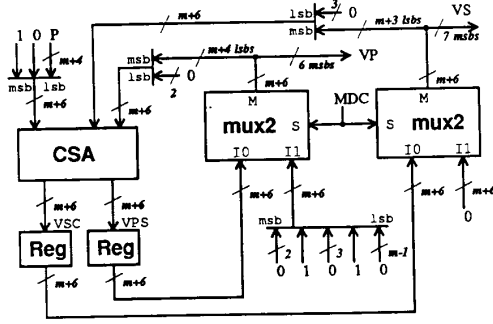 lsb 3 0
m+6 msb m+3 lsbs 7 msbs VS
1 0 P
m+4
msb lsb
msb m+4 lsbs 6 msbs VP
lsb 0
2
m+6 m+6 m+6 m+6
M MDC M
mux2 S S mux2
I0 I1 I0 I1
CSA
m+6 m+6 m+6 m+6 m+6
VSC VPS
Reg Reg
msb lsb
2 3 m-1
0 1 0 1 0
0
m+6 m+6